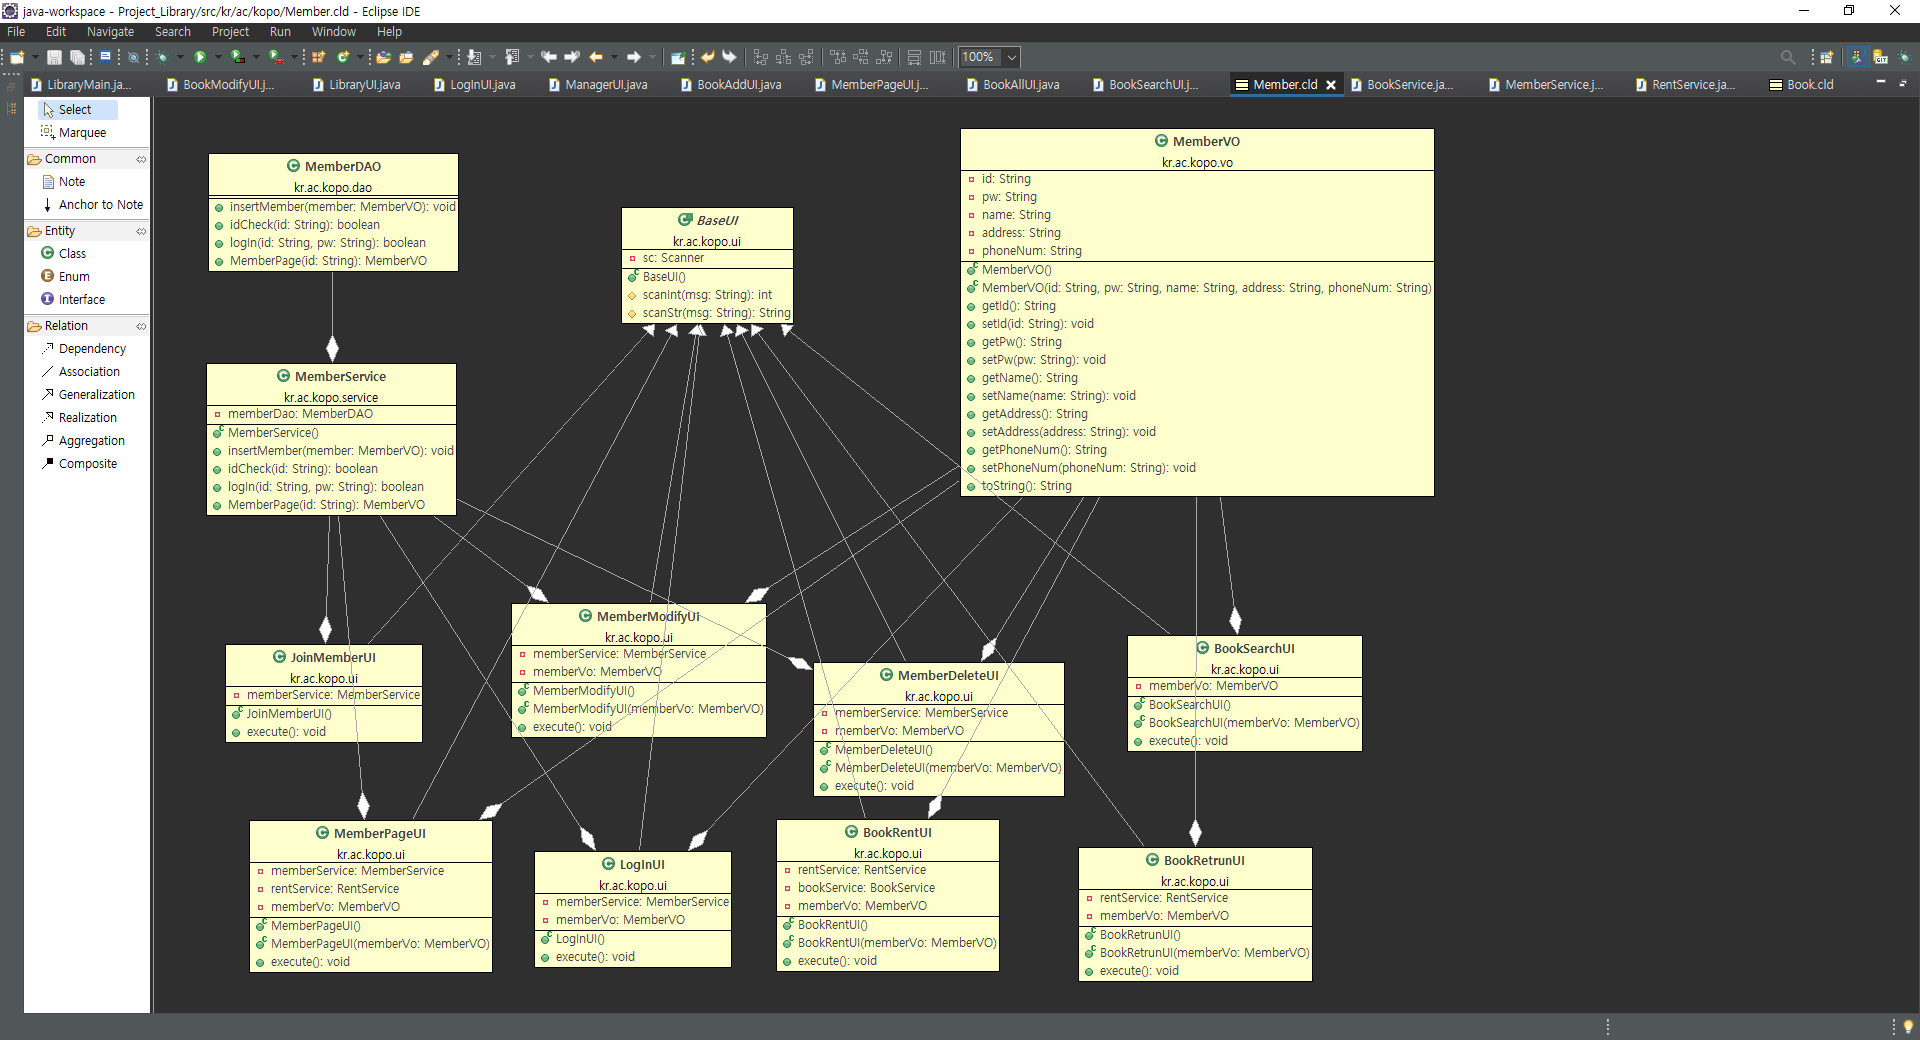 java-workspace - Project_Library/src/kr/ac/kopo/Member.cld - Eclipse IDE
File Edit Navigate Search Project Run Window Help
100%
LibraryMain.ja... BookModifyUI.j... LibraryUI.java LogInUI.java ManagerUI.java BookAddUI.java MemberPageUI.j... BookAllUI.java BookSearchUI.j... Member.cld BookService.ja... MemberService.j... RentService.ja... Book.cld
Select
Marquee
Common
Note
Anchor to Note
Entity
Class
Enum
Interface
Relation
Dependency
Association
Generalization
Realization
Aggregation
Composite
MemberDAO
kr.ac.kopo.dao
insertMember(member: MemberVO): void
idCheck(id: String): boolean
logIn(id: String, pw: String): boolean
MemberPage(id: String): MemberVO
BaseUI
kr.ac.kopo.ui
sc: Scanner
BaseUI()
scanInt(msg: String): int
scanStr(msg: String): String
MemberVO
kr.ac.kopo.vo
id: String
pw: String
name: String
address: String
phoneNum: String
MemberVO()
MemberVO(id: String, pw: String, name: String, address: String, phoneNum: String)
getId(): String
setId(id: String): void
getPw(): String
setPw(pw: String): void
getName(): String
setName(name: String): void
getAddress(): String
setAddress(address: String): void
getPhoneNum(): String
setPhoneNum(phoneNum: String): void
toString(): String
MemberService
kr.ac.kopo.service
memberDao: MemberDAO
MemberService()
insertMember(member: MemberVO): void
idCheck(id: String): boolean
logIn(id: String, pw: String): boolean
MemberPage(id: String): MemberVO
JoinMemberUI
kr.ac.kopo.ui
memberService: MemberService
JoinMemberUI()
execute(): void
MemberModifyUI
kr.ac.kopo.ui
memberService: MemberService
memberVo: MemberVO
MemberModifyUI()
MemberModifyUI(memberVo: MemberVO)
execute(): void
MemberDeleteUI
kr.ac.kopo.ui
memberService: MemberService
memberVo: MemberVO
MemberDeleteUI()
MemberDeleteUI(memberVo: MemberVO)
execute(): void
BookSearchUI
kr.ac.kopo.ui
memberVo: MemberVO
BookSearchUI()
BookSearchUI(memberVo: MemberVO)
execute(): void
MemberPageUI
kr.ac.kopo.ui
memberService: MemberService
rentService: RentService
memberVo: MemberVO
MemberPageUI()
MemberPageUI(memberVo: MemberVO)
execute(): void
LogInUI
kr.ac.kopo.ui
memberService: MemberService
memberVo: MemberVO
LogInUI()
execute(): void
BookRentUI
kr.ac.kopo.ui
rentService: RentService
bookService: BookService
memberVo: MemberVO
BookRentUI()
BookRentUI(memberVo: MemberVO)
execute(): void
BookRetrunUI
kr.ac.kopo.ui
rentService: RentService
memberVo: MemberVO
BookRetrunUI()
BookRetrunUI(memberVo: MemberVO)
execute(): void